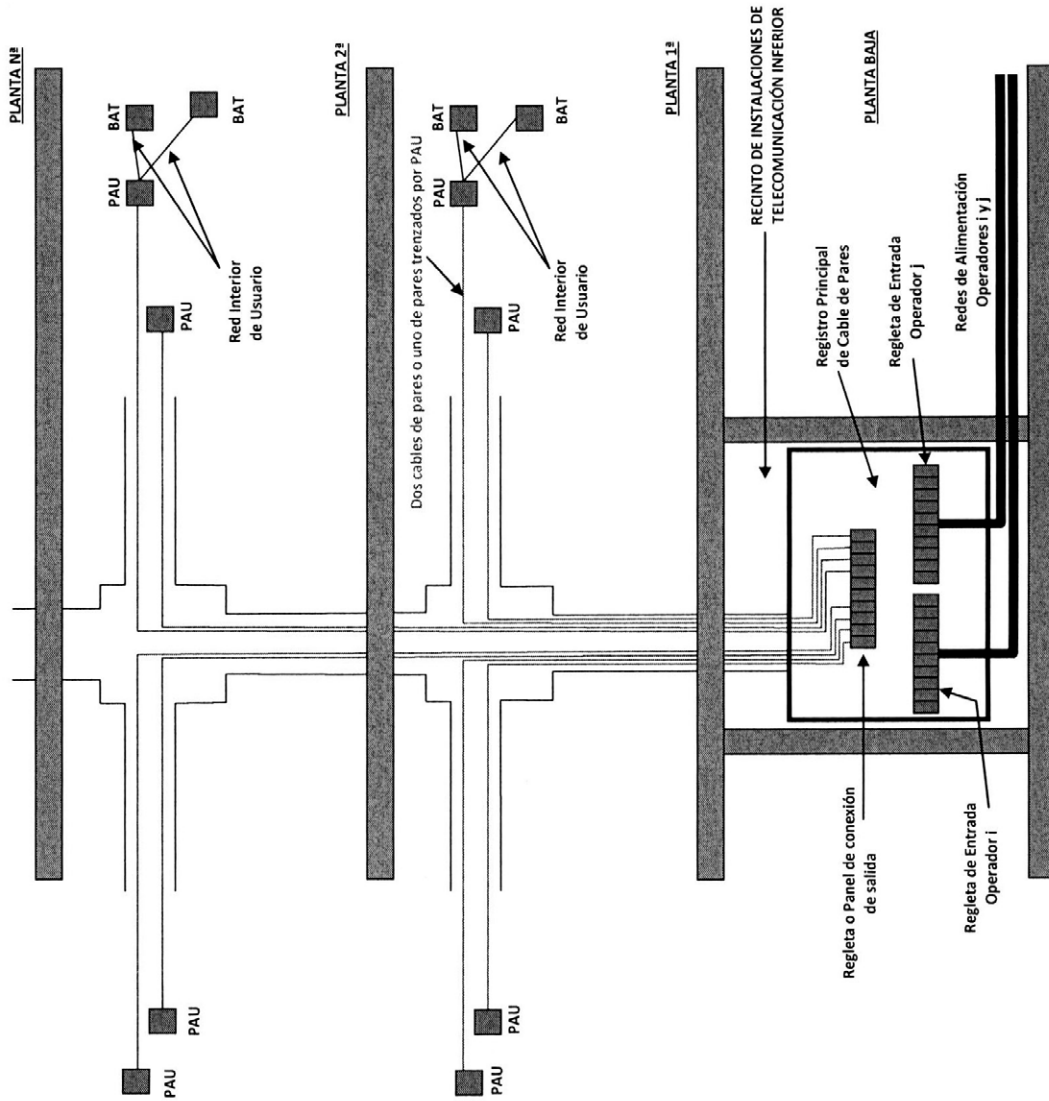 PLANTA Nª
BAT
PAU
BAT
Red Interior
de Usuario
PAU
PAU
PAU
PLANTA 2ª
Dos cables de pares o uno de pares trenzados por PAU
BAT
PAU
BAT
Red Interior
de Usuario
PAU
PAU
PAU
PLANTA 1ª
RECINTO DE INSTALACIONES DE
TELECOMUNICACIÓN INFERIOR
Registro Principal
de Cable de Pares
Regleta o Panel de conexión
de salida
PLANTA BAJA
Regleta de Entrada
Operador j
Redes de Alimentación
Operadores i y j
Regleta de Entrada
Operador i